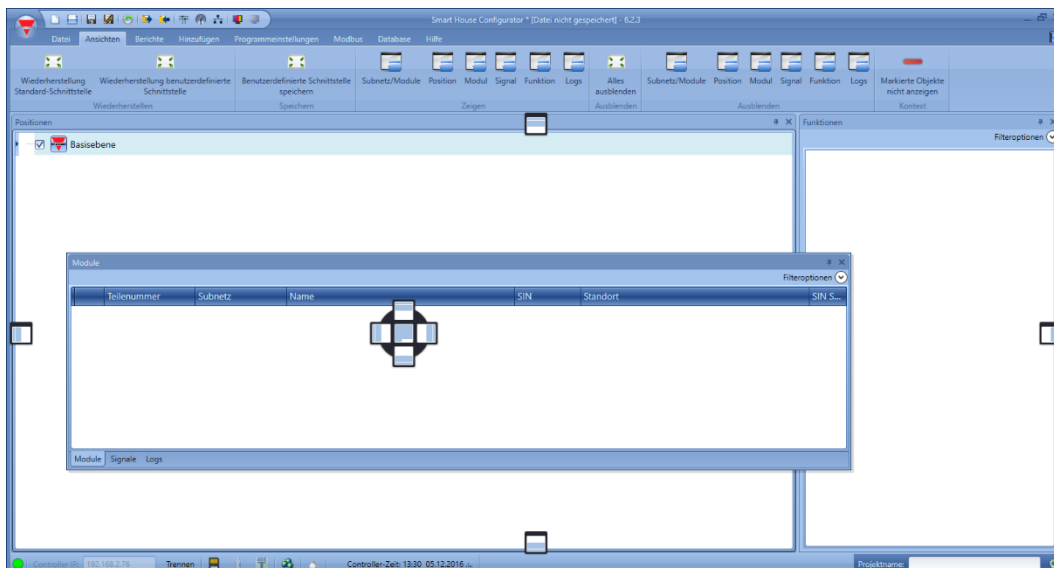 Smart House Configurator * [Datei nicht gespeichert] - 6.2.3
Datei Ansichten Berichte Hinzufügen Programmeinstellungen Modbus Database Hilfe
Wiederherstellung Standard-Schnittstelle
Wiederherstellung benutzerdefinierte Schnittstelle
Benutzerdefinierte Schnittstelle speichern
Subnetz/Module Position Modul Signal Funktion Logs
Alles ausblenden
Subnetz/Module Position Modul Signal Funktion Logs
Markierte Objekte nicht anzeigen
Wiederherstellen Speichern Zeigen Ausblenden Ausblenden Kontext
Positionen
Funktionen
Filteroptionen
Basisebene
Module
Filteroptionen
Teilenummer Subnetz Name SIN Standort SIN S...
Module Signale Logs
Controller IP: 192.168.2.76 Trennen Controller-Zeit: 13:30 05.12.2016 ... Projektname: